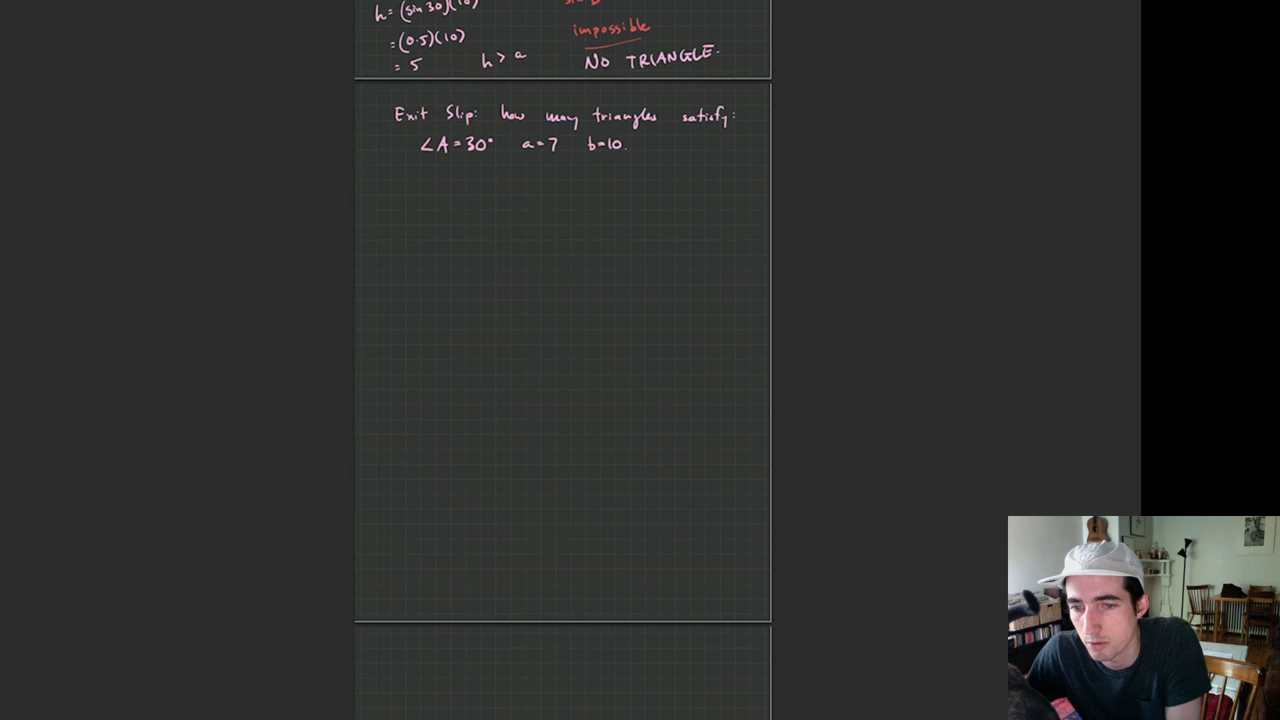 h = (sin 30)(10)
= (0.5)(10)
= 5 h > a
impossible
NO TRIANGLE.
Exit Slip: how many triangles satisfy:
∠A = 30° a = 7 b = 10.